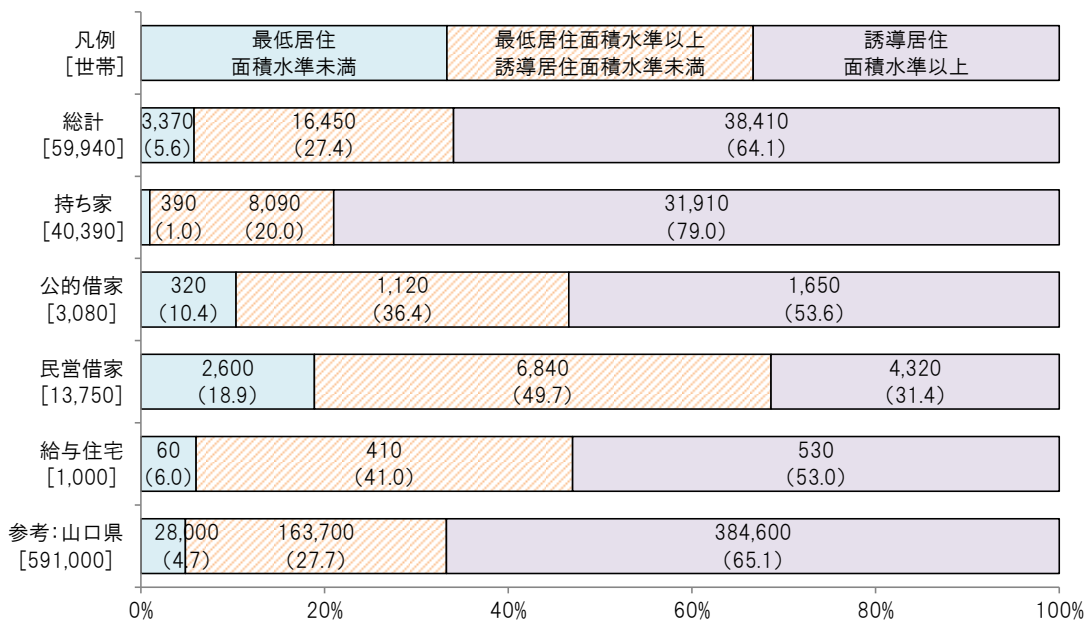 凡例
[世帯]
最低居住
面積水準未満
最低居住面積水準以上
誘導居住面積水準未満
誘導居住
面積水準以上
総計
[59,940]
3,370
(5.6)
16,450
(27.4)
38,410
(64.1)
持ち家
[40,390]
390
(1.0)
8,090
(20.0)
31,910
(79.0)
公的借家
[3,080]
320
(10.4)
1,120
(36.4)
1,650
(53.6)
民営借家
[13,750]
2,600
(18.9)
6,840
(49.7)
4,320
(31.4)
給与住宅
[1,000]
60
(6.0)
410
(41.0)
530
(53.0)
参考:山口県
[591,000]
28,000
(4.7)
163,700
(27.7)
384,600
(65.1)
0% 20% 40% 60% 80% 100%